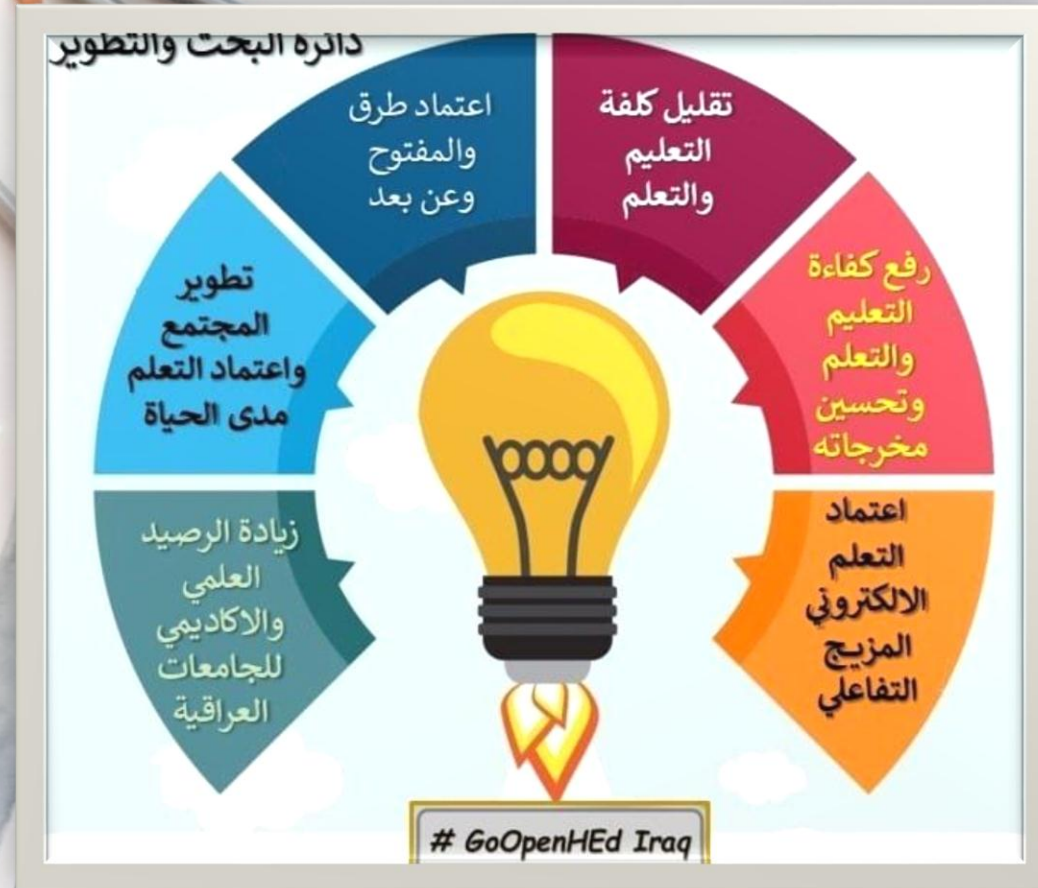 دائرة البحث والتطوير
تقليل كلفة
التعليم
والتعلم
اعتماد طرق
والمفتوح
وعن بعد
رفع كفاءة
التعليم
والتعلم
وتحسين
مخرجاته
تطوير
المجتمع
واعتماد التعلم
مدى الحياة
اعتماد
التعلم
الالكتروني
المزيج
التفاعلي
زيادة الرصيد
العلمي
والاكاديمي
للجامعات
العراقية
# GoOpenHEd Iraq